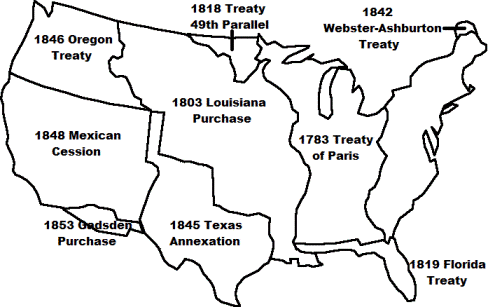 1818 Treaty
49th Parallel
1842
Webster-Ashburton
Treaty
1846 Oregon
Treaty
1803 Louisiana
Purchase
1848 Mexican
Cession
1783 Treaty
of Paris
1853 Gadsden
Purchase
1845 Texas
Annexation
1819 Florida
Treaty